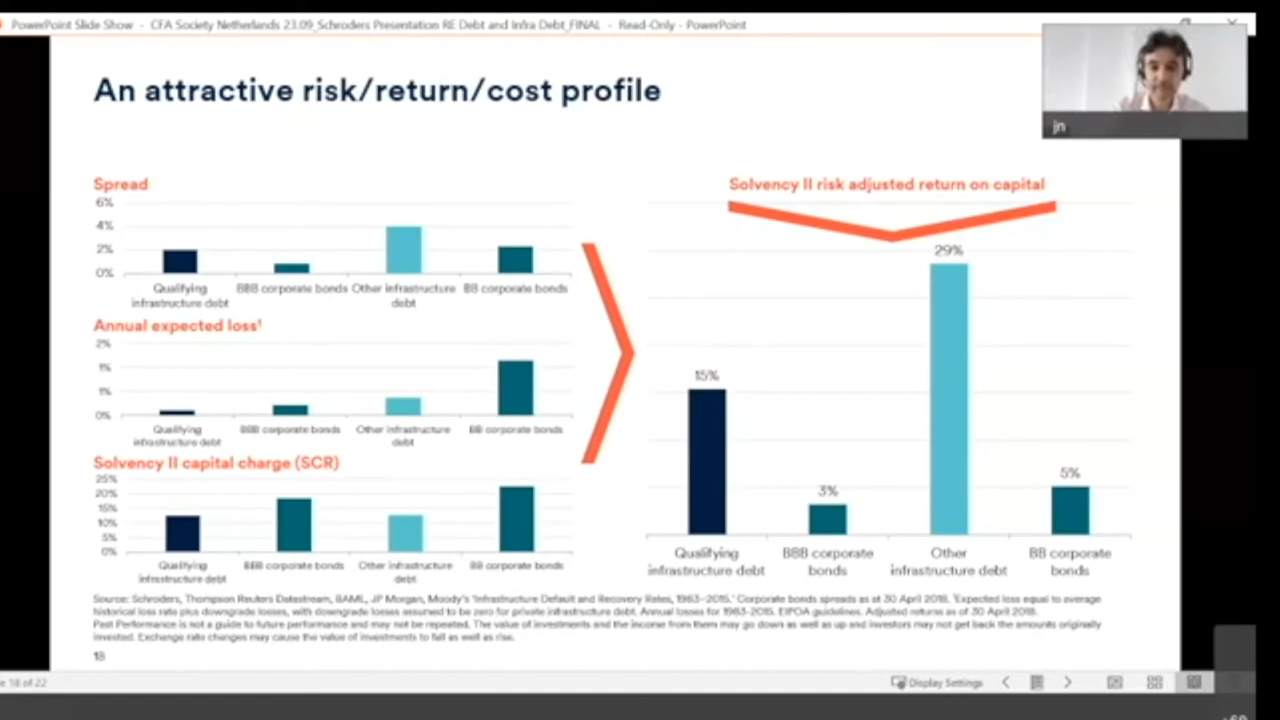 PowerPoint Slide Show - CFA Society Netherlands 23.09_Schroders Presentation RE Debt and Infra Debt_FINAL - Read-Only - PowerPoint
An attractive risk/return/cost profile
jn
Spread
6%
4%
2%
0%
Qualifying infrastructure debt
BBB corporate bonds
Other infrastructure debt
BB corporate bonds
Annual expected loss¹
2%
1%
1%
0%
Qualifying infrastructure debt
BBB corporate bonds
Other infrastructure debt
BB corporate bonds
Solvency II capital charge (SCR)
25%
20%
15%
10%
5%
0%
Qualifying infrastructure debt
BBB corporate bonds
Other infrastructure debt
BB corporate bonds
Solvency II risk adjusted return on capital
15%
3%
29%
5%
Qualifying infrastructure debt
BBB corporate bonds
Other infrastructure debt
BB corporate bonds
Source: Schroders, Thompson Reuters Datastream, BAML, JP Morgan, Moody's 'Infrastructure Default and Recovery Rates, 1983–2015.' Corporate bonds spreads as at 30 April 2018. ¹Expected loss equal to average
historical loss rate plus downgrade losses, with downgrade losses assumed to be zero for private infrastructure debt. Annual losses for 1983-2015. EIPOA guidelines. Adjusted returns as of 30 April 2018.
Past Performance is not a guide to future performance and may not be repeated. The value of investments and the income from them may go down as well as up and investors may not get back the amounts originally
invested. Exchange rate changes may cause the value of investments to fall as well as rise.
18
18 of 22
Display Settings